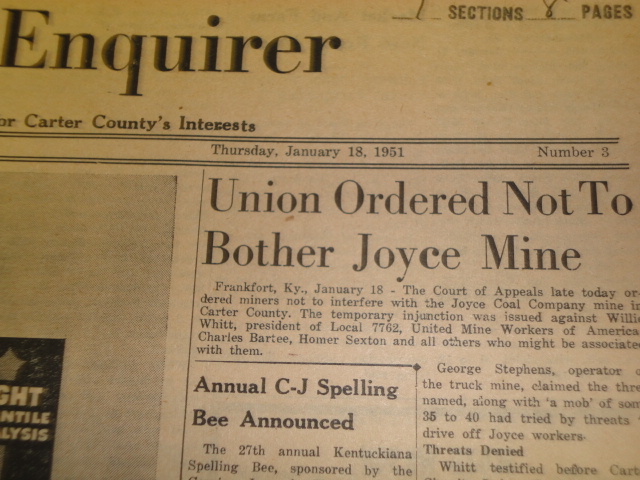 1 SECTIONS 8 PAGES
Enquirer
or Carter County's Interests
Thursday, January 18, 1951 Number 3
Union Ordered Not To
Bother Joyce Mine
Frankfort, Ky., January 18 - The Court of Appeals late today or-
dered miners not to interfere with the Joyce Coal Company mine in
Carter County. The temporary injunction was issued against Willie
Whitt, president of Local 7762, United Mine Workers of America
Charles Bartee, Homer Sexton and all others who might be associate
with them.
Annual C-J Spelling
Bee Announced
The 27th annual Kentuckiana
Spelling Bee, sponsored by the
George Stephens, operator o
the truck mine, claimed the thre
named, along with 'a mob' of som
35 to 40 had tried by threats
drive off Joyce workers.
Threats Denied
Whitt testified before Cart
GHT
ANTILE
ALYSIS